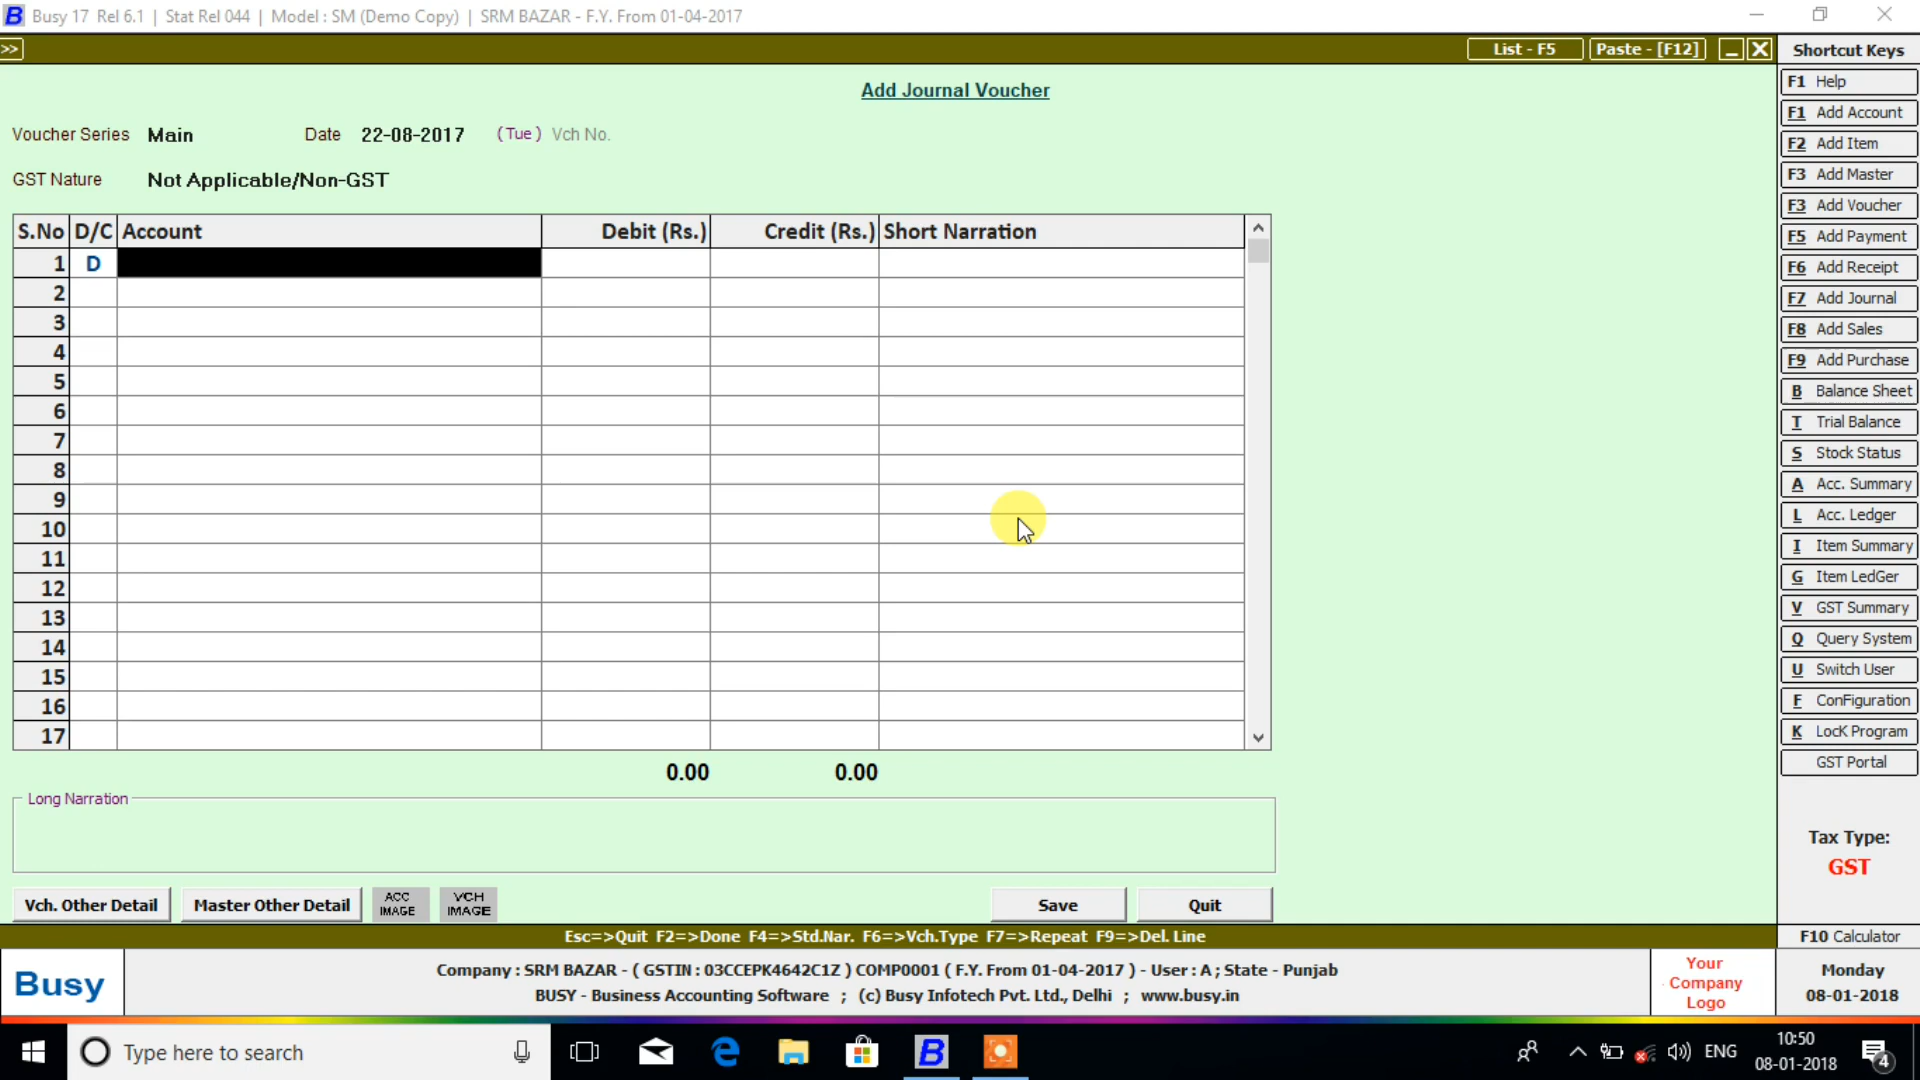 Busy 17 Rel 6.1 | Stat Rel 044 | Model : SM (Demo Copy) | SRM BAZAR - F.Y. From 01-04-2017
>> List - F5 Paste - [F12]
Add Journal Voucher
Voucher Series Main Date 22-08-2017 (Tue) Vch No.
GST Nature Not Applicable/Non-GST
S.No D/C Account Debit (Rs.) Credit (Rs.) Short Narration
1 D
2
3
4
5
6
7
8
9
10
11
12
13
14
15
16
17
0.00 0.00
Long Narration
Vch. Other Detail Master Other Detail ACC IMAGE VCH IMAGE Save Quit
Esc=>Quit F2=>Done F4=>Std.Nar. F6=>Vch.Type F7=>Repeat F9=>Del. Line
Shortcut Keys
F1 Help
F1 Add Account
F2 Add Item
F3 Add Master
F3 Add Voucher
F5 Add Payment
F6 Add Receipt
F7 Add Journal
F8 Add Sales
F9 Add Purchase
B Balance Sheet
T Trial Balance
S Stock Status
A Acc. Summary
L Acc. Ledger
I Item Summary
G Item LedGer
V GST Summary
Q Query System
U Switch User
F ConFiguration
K LocK Program
GST Portal
Tax Type:
GST
F10 Calculator
Busy
Company : SRM BAZAR - ( GSTIN : 03CCEPK4642C1Z ) COMP0001 ( F.Y. From 01-04-2017 ) - User : A ; State - Punjab
BUSY - Business Accounting Software ; (c) Busy Infotech Pvt. Ltd., Delhi ; www.busy.in
Your
Company
Logo
Monday
08-01-2018
Type here to search
B
ENG
10:50
08-01-2018
4